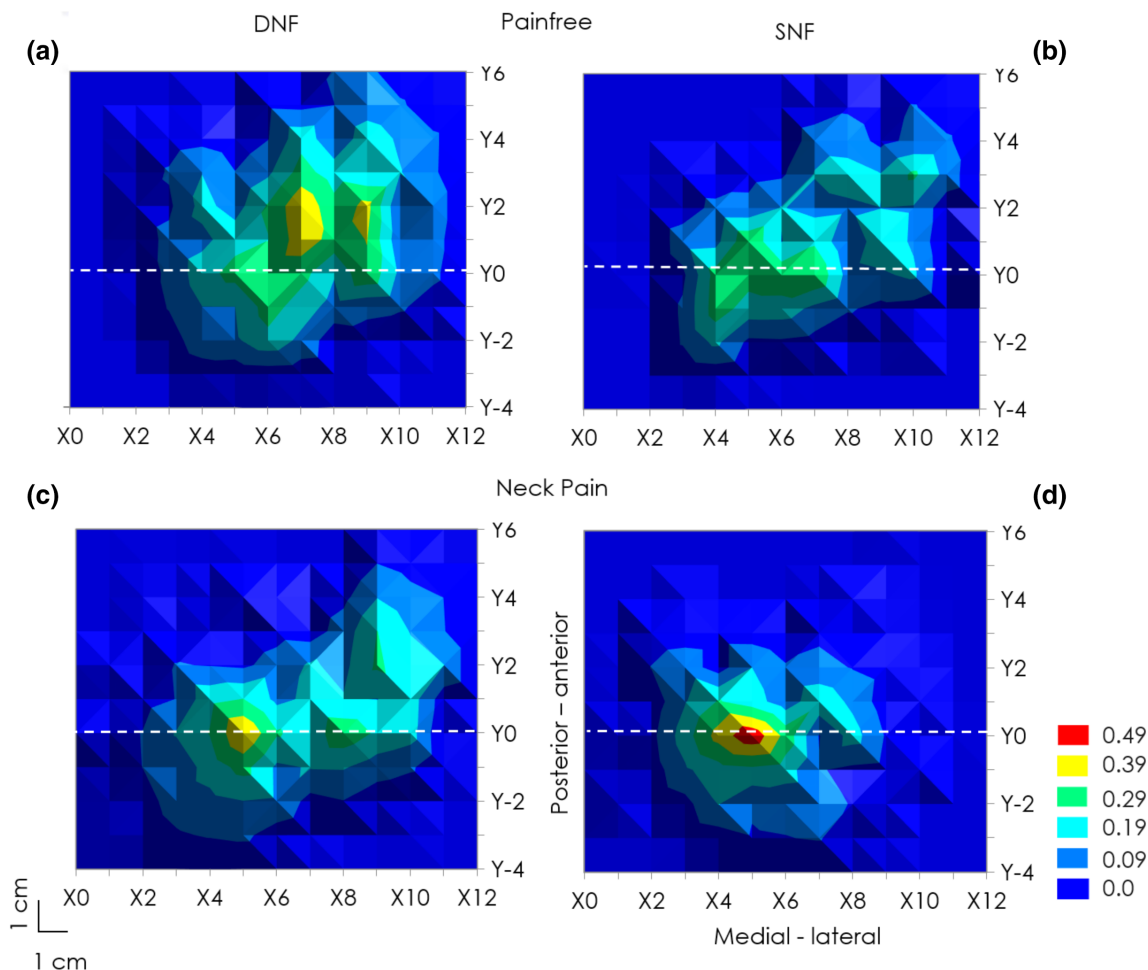 Painfree
DNF
SNF
(a)
(b)
Y6
Y4
Y2
Y0
Y-2
Y-4
X0 X2 X4 X6 X8 X10 X12
Y6
Y4
Y2
Y0
Y-2
Y-4
X0 X2 X4 X6 X8 X10 X12
Neck Pain
(c)
(d)
Y6
Y4
Y2
Y0
Y-2
Y-4
X0 X2 X4 X6 X8 X10 X12
1 cm
1 cm
Posterior – anterior
Y6
Y4
Y2
Y0
Y-2
Y-4
X0 X2 X4 X6 X8 X10 X12
Medial - lateral
0.49
0.39
0.29
0.19
0.09
0.0